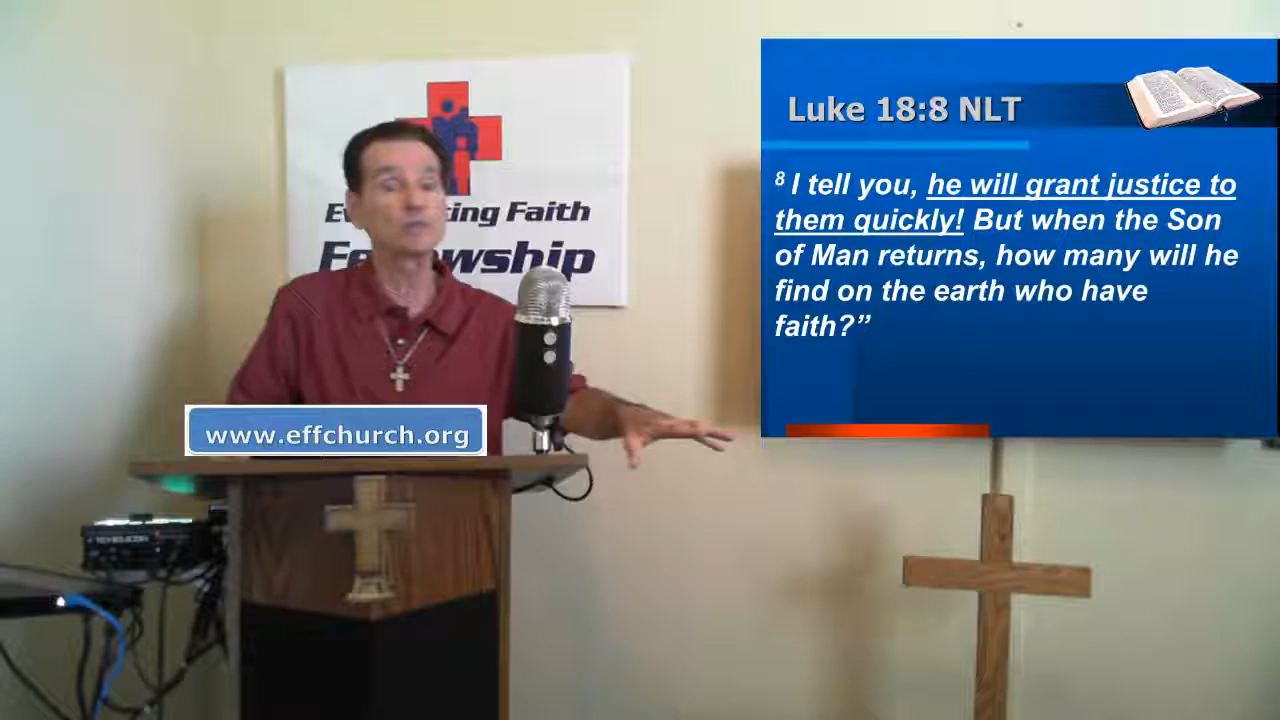 Faith
Luke 18:8 NLT
8 I tell you, he will grant justice to
them quickly! But when the Son
of Man returns, how many will he
find on the earth who have
faith?”
www.effchurch.org